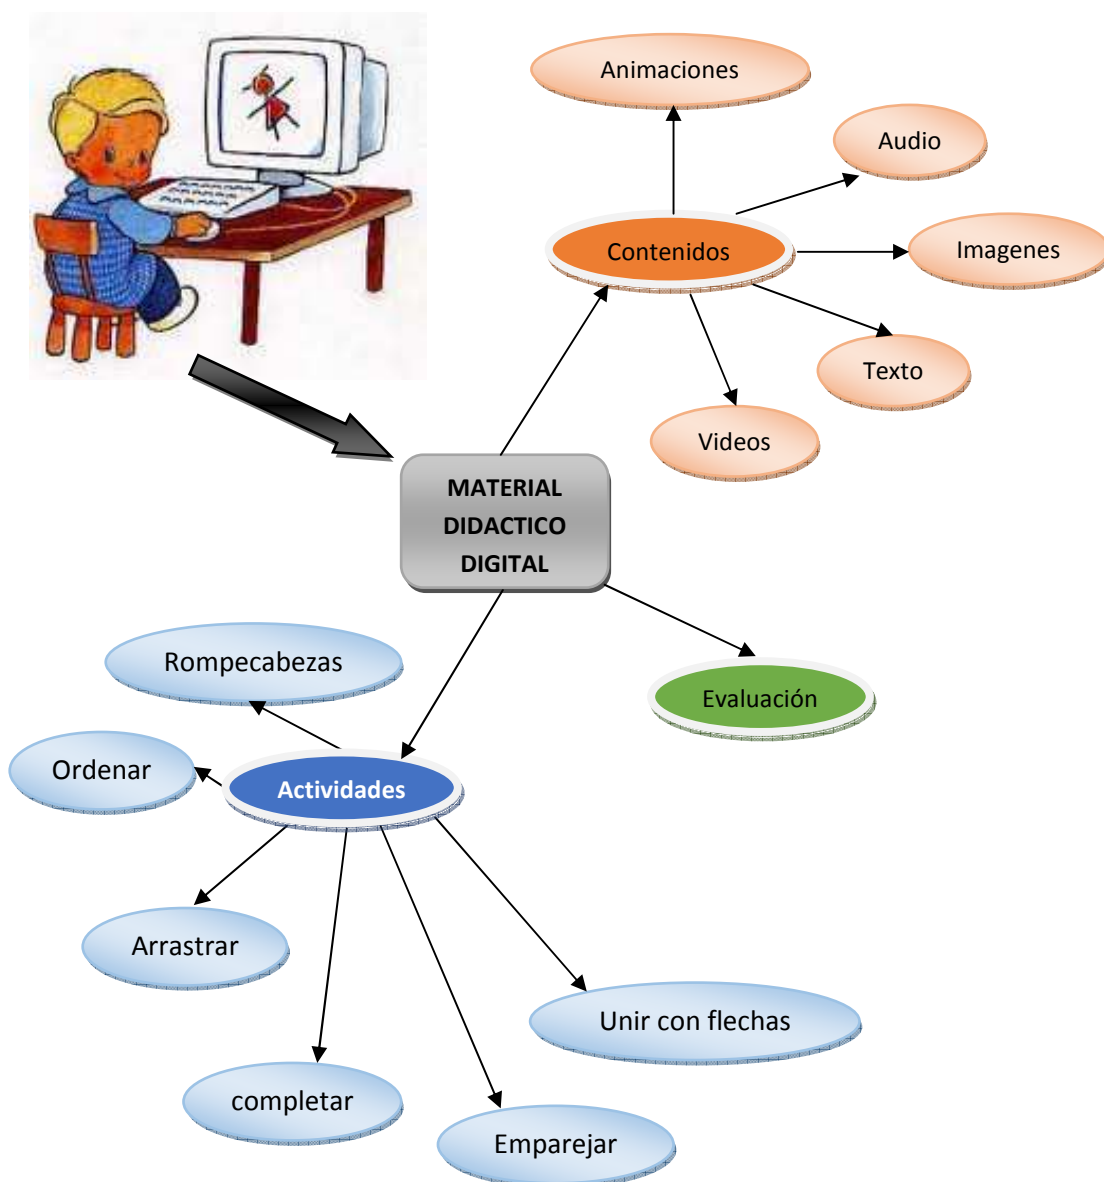 Animaciones
Audio
Contenidos
Imagenes
Texto
Videos
MATERIAL
DIDACTICO
DIGITAL
Rompecabezas
Evaluación
Ordenar
Actividades
Arrastrar
Unir con flechas
completar
Emparejar